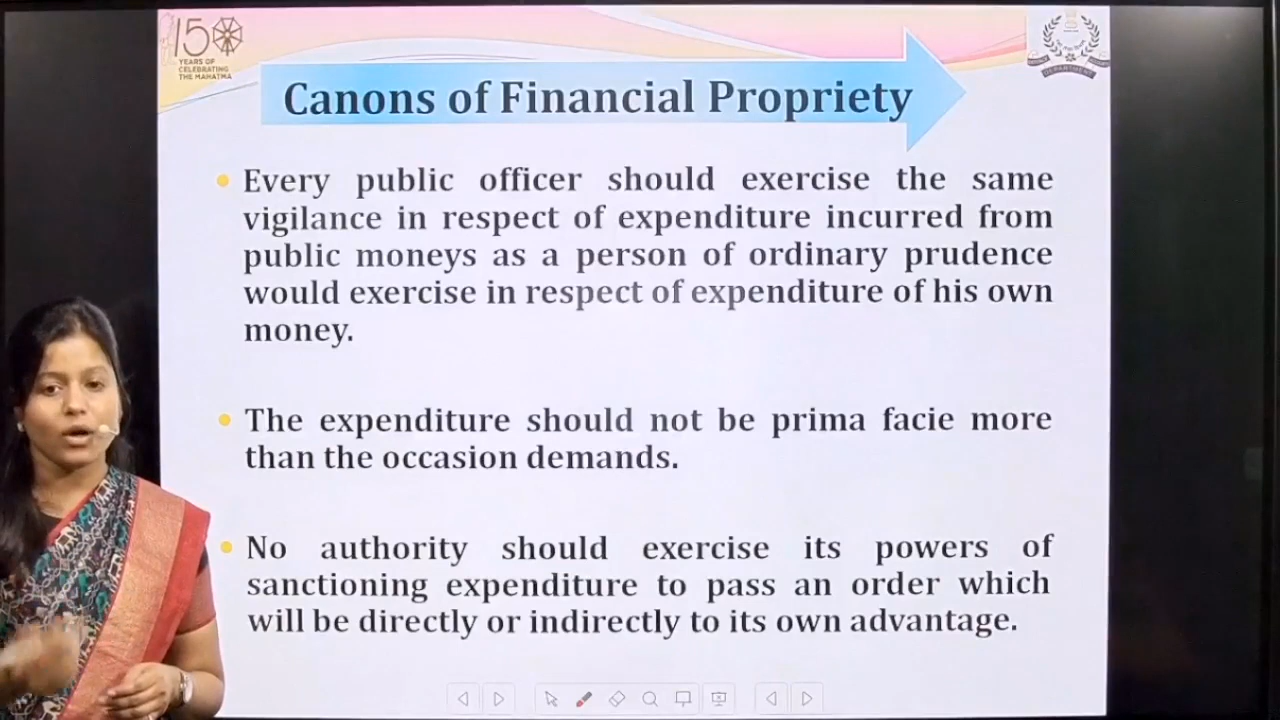 150
YEARS OF
CELEBRATING
THE MAHATMA
DEPARTMENT
Canons of Financial Propriety
Every public officer should exercise the same
vigilance in respect of expenditure incurred from
public moneys as a person of ordinary prudence
would exercise in respect of expenditure of his own
money.
The expenditure should not be prima facie more
than the occasion demands.
No authority should exercise its powers of
sanctioning expenditure to pass an order which
will be directly or indirectly to its own advantage.